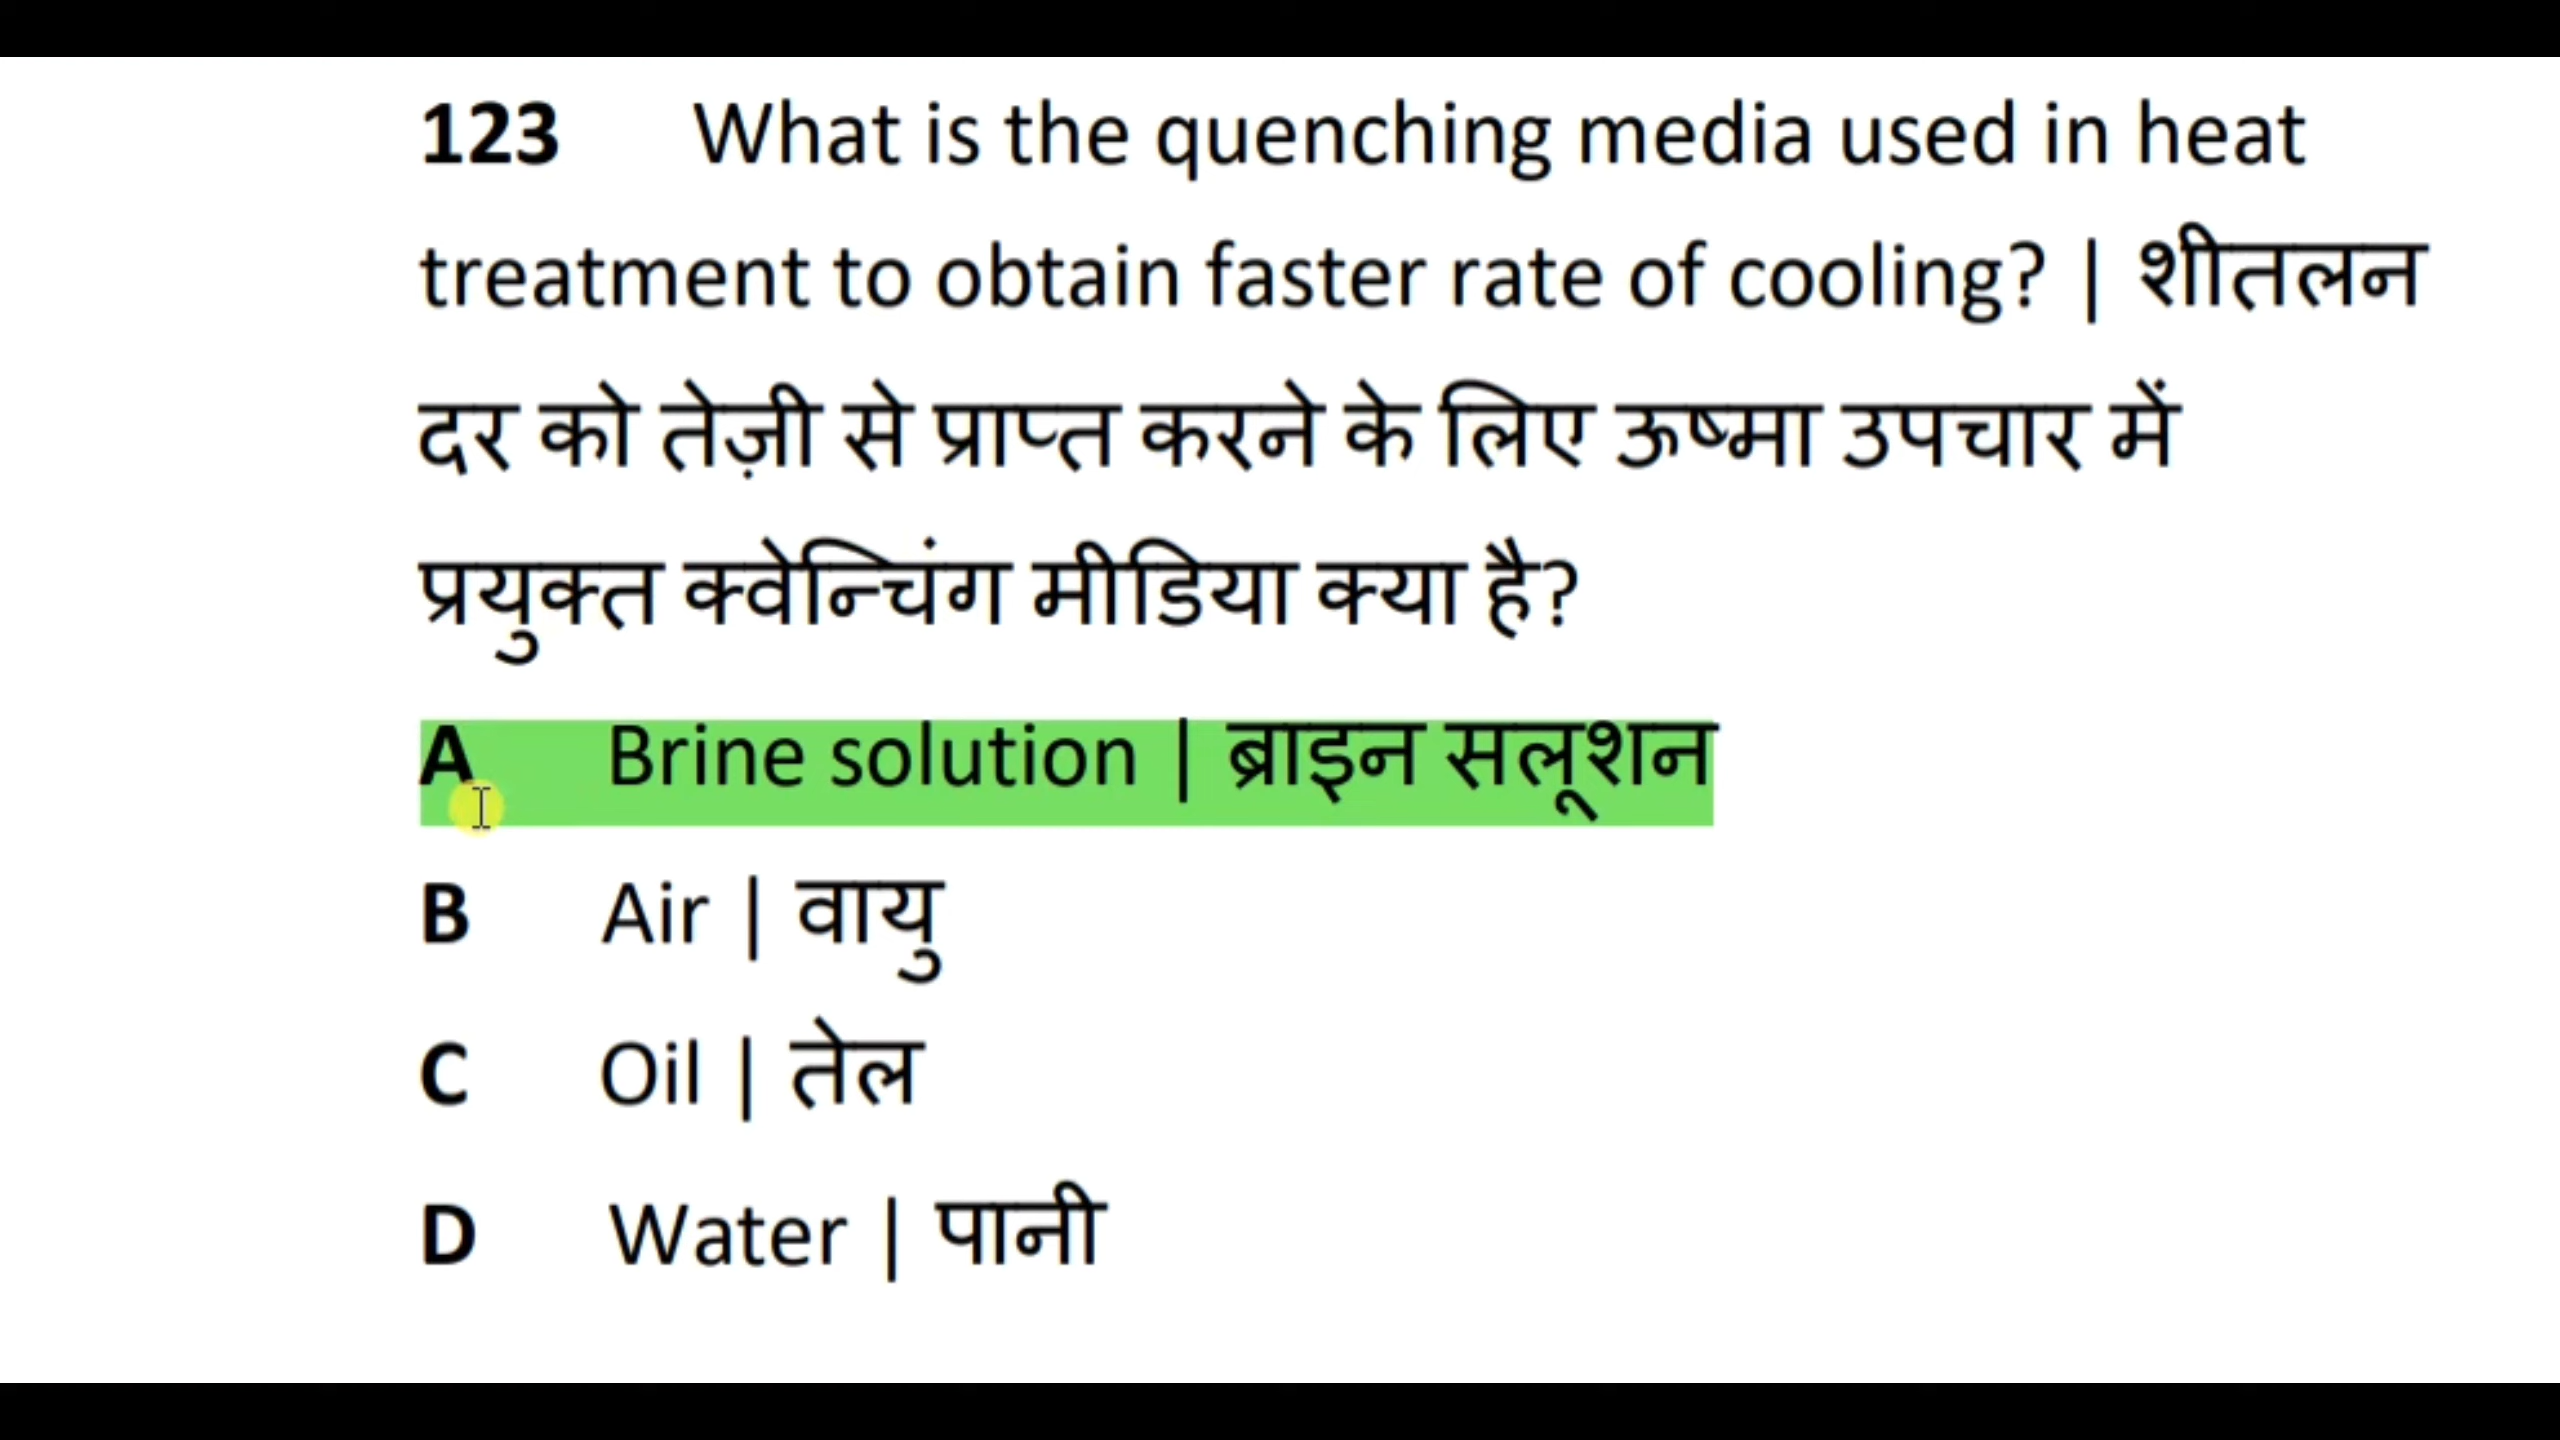 123 What is the quenching media used in heat
treatment to obtain faster rate of cooling? | शीतलन
दर को तेज़ी से प्राप्त करने के लिए ऊष्मा उपचार में
प्रयुक्त क्वेन्चिंग मीडिया क्या है?
A Brine solution | ब्राइन सलूशन
B Air | वायु
C Oil | तेल
D Water | पानी